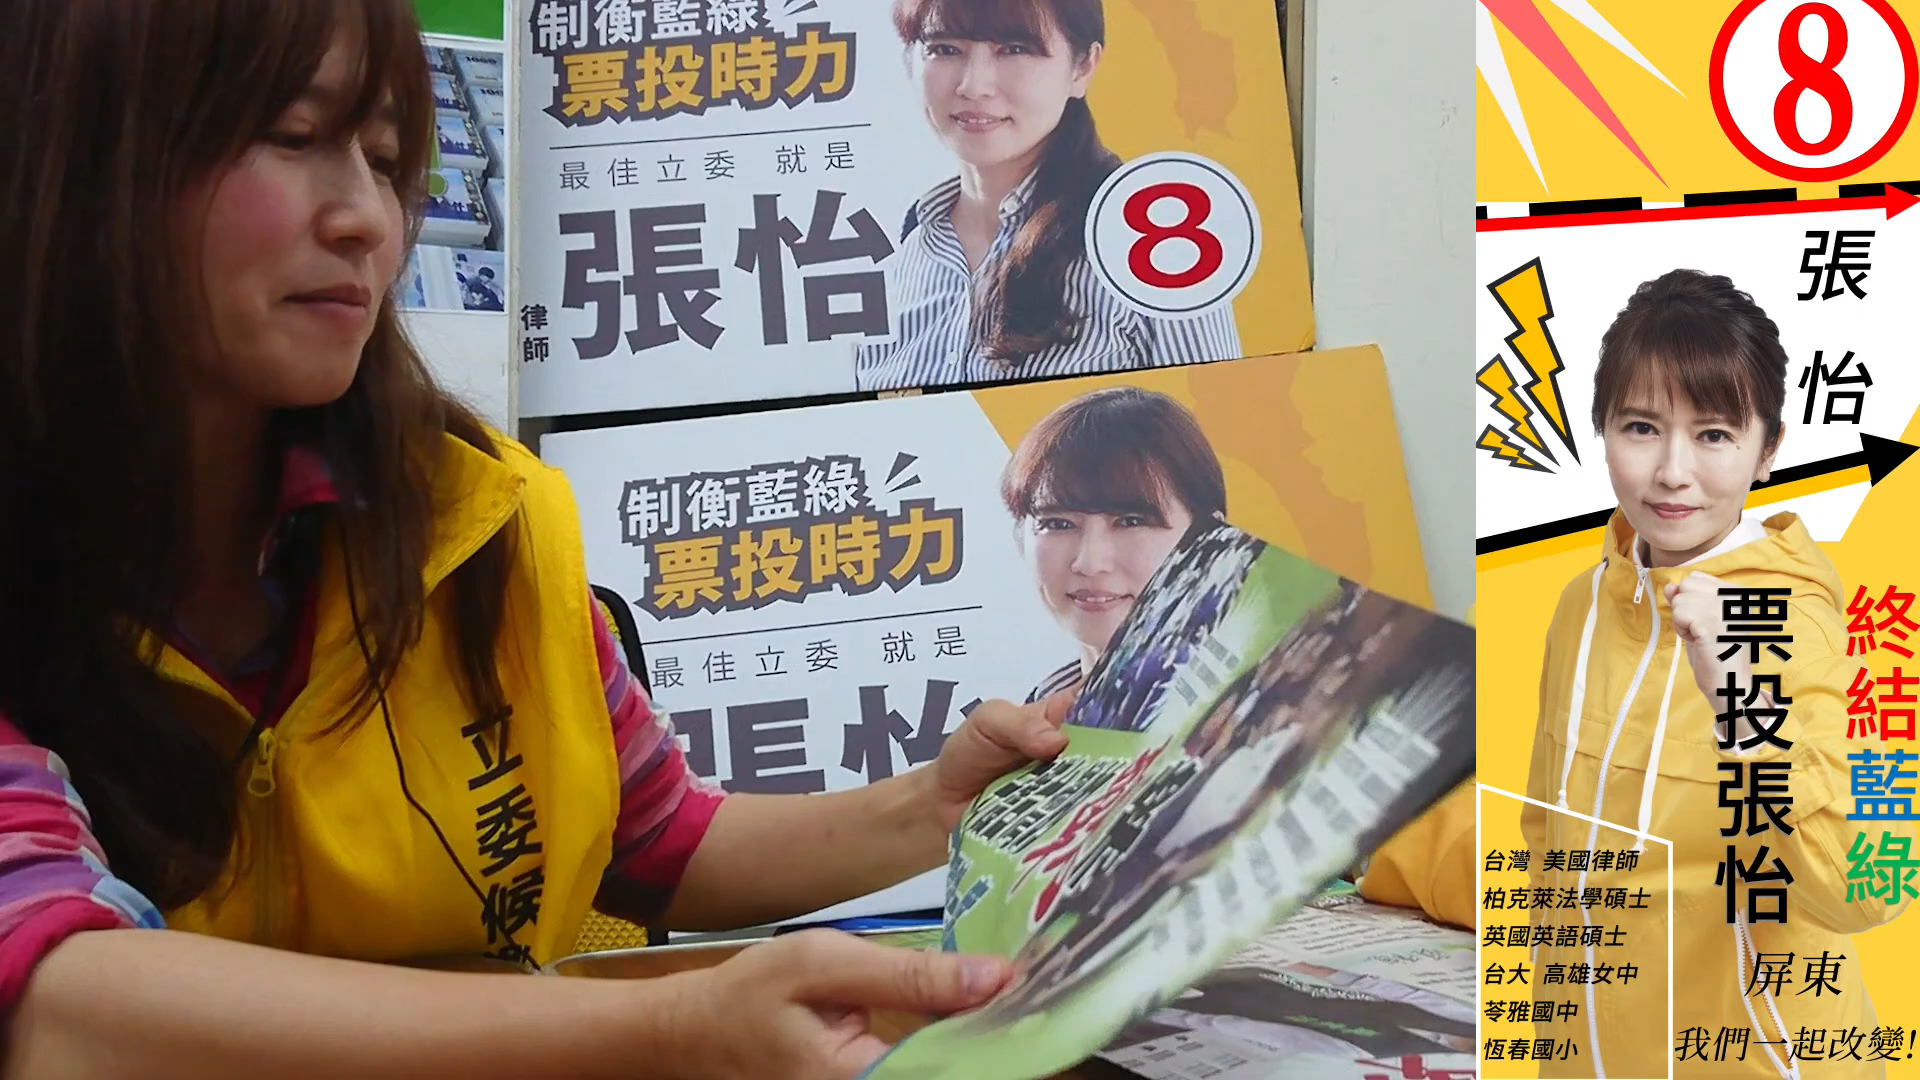 制衡藍綠
票投時力
最佳立委 就是
律師
張怡
8
制衡藍綠
票投時力
最佳立委 就是
張怡
立委候
8
張怡
終結藍綠
票投張怡
屏東
我們一起改變!
台灣 美國律師
柏克萊法學碩士
英國英語碩士
台大 高雄女中
苓雅國中
恆春國小